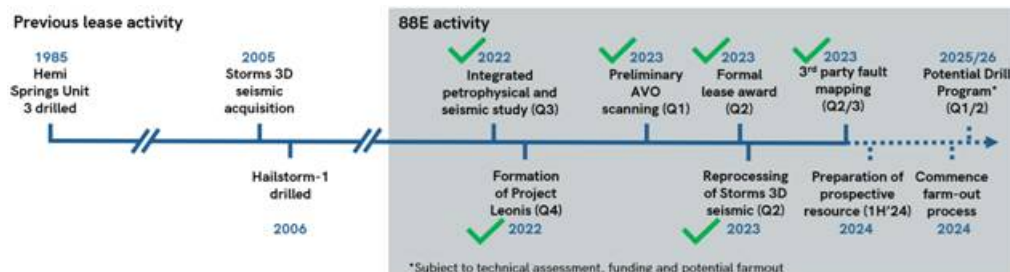 Previous lease activity
88E activity
1985
Hemi
Springs Unit
3 drilled
2005
Storms 3D
seismic
acquisition
Hailstorm-1
drilled
2006
2022
Integrated
petrophysical and
seismic study (Q3)
Formation
of Project
Leonis (Q4)
2022
2023
Preliminary
AVO
scanning (Q1)
2023
Formal
lease award
(Q2)
Reprocessing
of Storms 3D
seismic (Q2)
2023
2023
3rd party fault
mapping
(Q2/3)
Preparation of
prospective
resource (1H'24)
2024
2025/26
Potential Drill
Program*
(Q1/2)
Commence
farm-out
process
2024
*Subject to technical assessment, funding and potential farmout